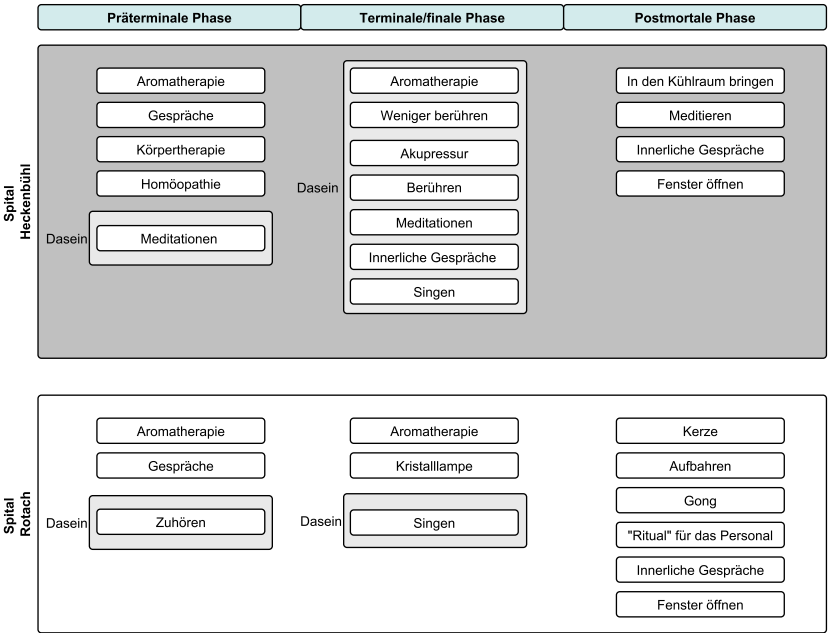 Präterminale Phase
Terminale/finale Phase
Postmortale Phase
Spital
Heckenbühl
Aromatherapie
Gespräche
Körpertherapie
Homöopathie
Dasein
Meditationen
Aromatherapie
Weniger berühren
Akupressur
Dasein
Berühren
Meditationen
Innerliche Gespräche
Singen
In den Kühlraum bringen
Meditieren
Innerliche Gespräche
Fenster öffnen
Spital
Rotach
Aromatherapie
Gespräche
Dasein
Zuhören
Aromatherapie
Kristalllampe
Dasein
Singen
Kerze
Aufbahren
Gong
"Ritual" für das Personal
Innerliche Gespräche
Fenster öffnen